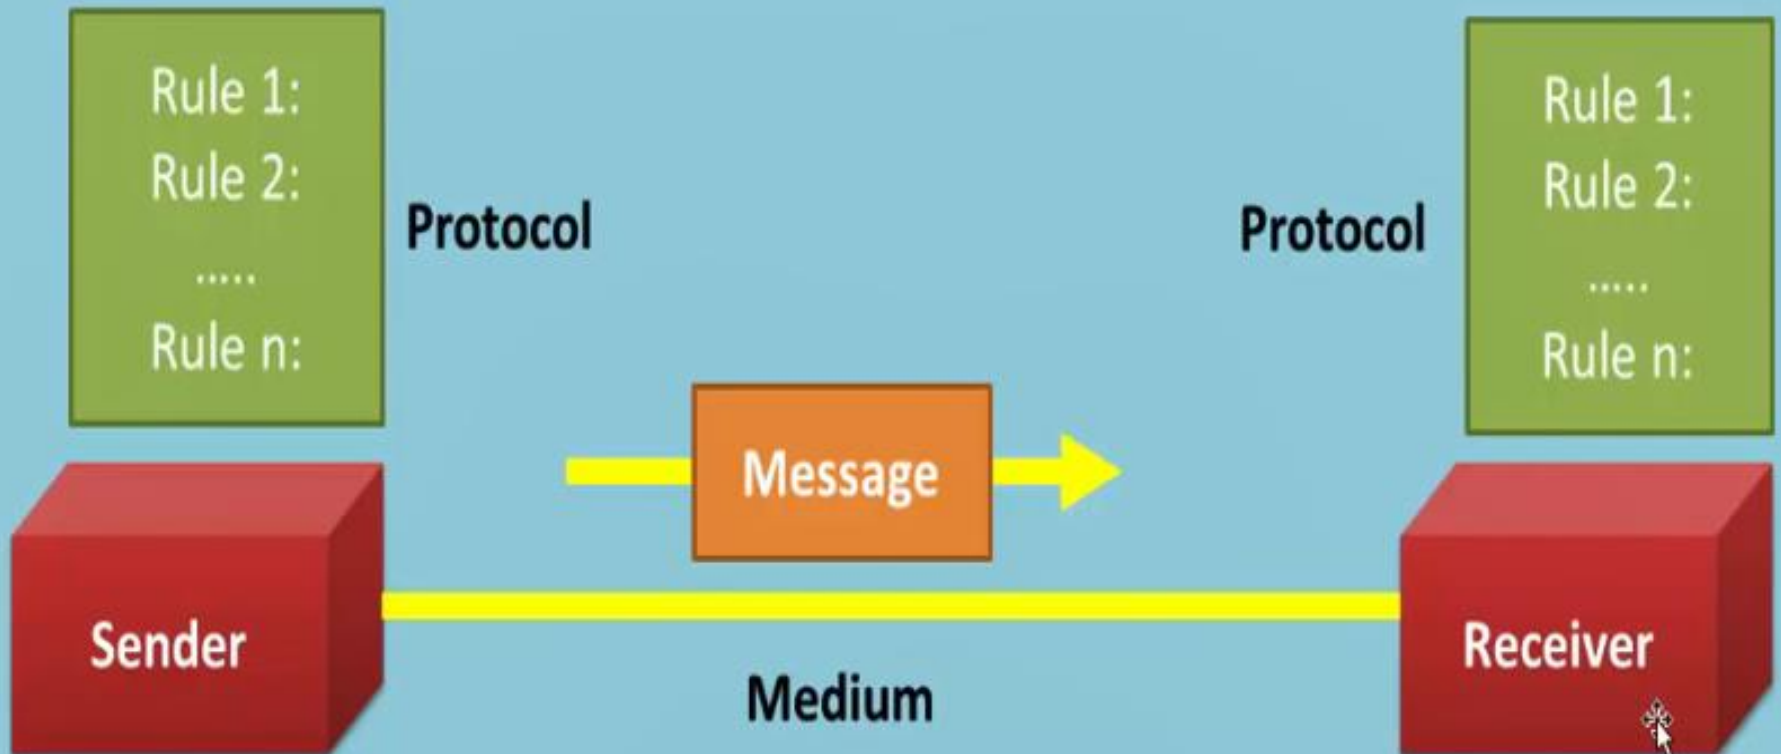 Rule 1:
Rule 2:
.....
Rule n:
Protocol
Protocol
Rule 1:
Rule 2:
.....
Rule n:
Message
Sender
Medium
Receiver